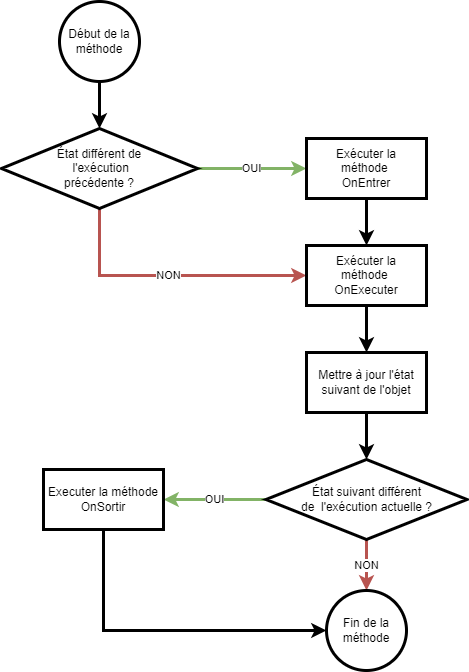 Début de la
méthode
État différent de
l'exécution
précédente ?
OUI
Exécuter la
méthode
OnEntrer
NON
Exécuter la
méthode
OnExecuter
Mettre à jour l'état
suivant de l'objet
État suivant différent
de l'exécution actuelle ?
OUI
Executer la méthode
OnSortir
NON
Fin de la
méthode